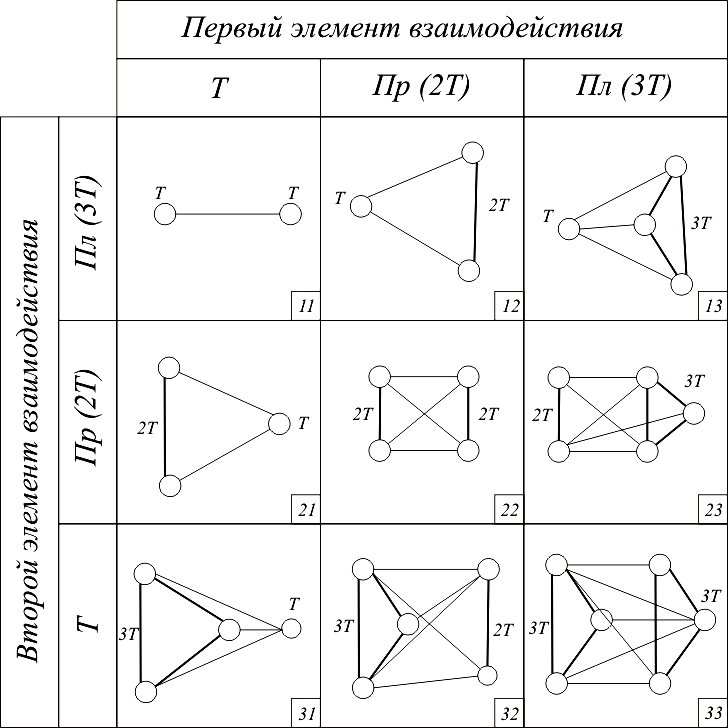 Первый элемент взаимодействия
Т
Пр (2Т)
Пл (3Т)
Второй элемент взаимодействия
Пл (3Т)
Т
Т
11
Т
2Т
12
Т
3Т
13
Пр (2Т)
2Т
Т
21
2Т
2Т
22
2Т
3Т
23
Т
3Т
Т
31
3Т
2Т
32
3Т
3Т
33